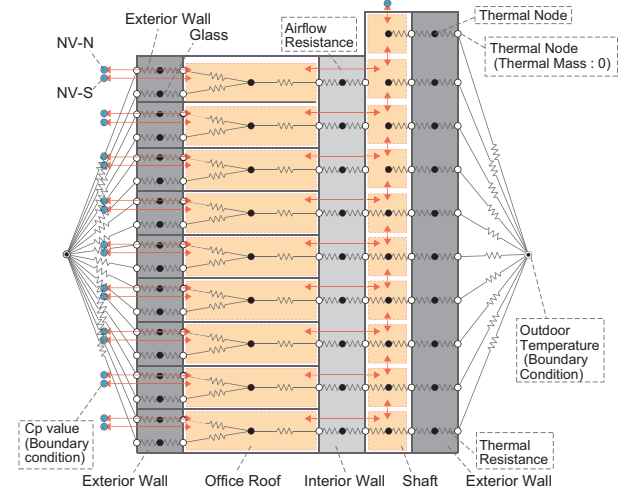 Exterior Wall
Glass
NV-N
NV-S
Airflow
Resistance
Thermal Node
Thermal Node
(Thermal Mass : 0)
Outdoor
Temperature
(Boundary
Condition)
Cp value
(Boundary
condition)
Thermal
Resistance
Exterior Wall
Office Roof
Interior Wall
Shaft
Exterior Wall